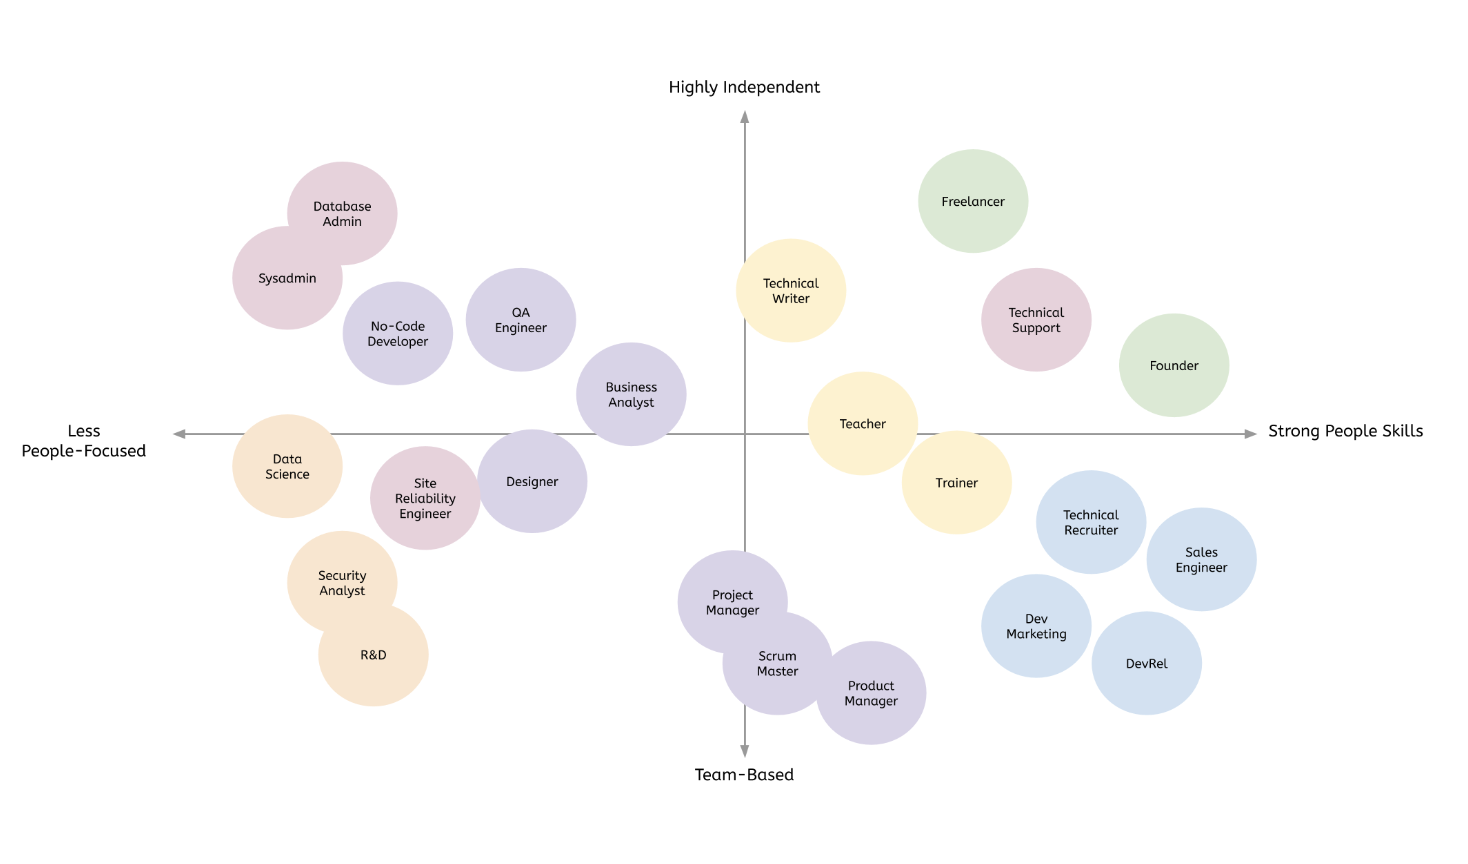 Highly Independent
Database
Admin
Freelancer
Sysadmin
Technical
Writer
No-Code
Developer
QA
Engineer
Technical
Support
Founder
Business
Analyst
Teacher
Less
People-Focused
Strong People Skills
Data
Science
Site
Reliability
Engineer
Designer
Trainer
Technical
Recruiter
Sales
Engineer
Security
Analyst
Project
Manager
Dev
Marketing
R&D
Scrum
Master
DevRel
Product
Manager
Team-Based